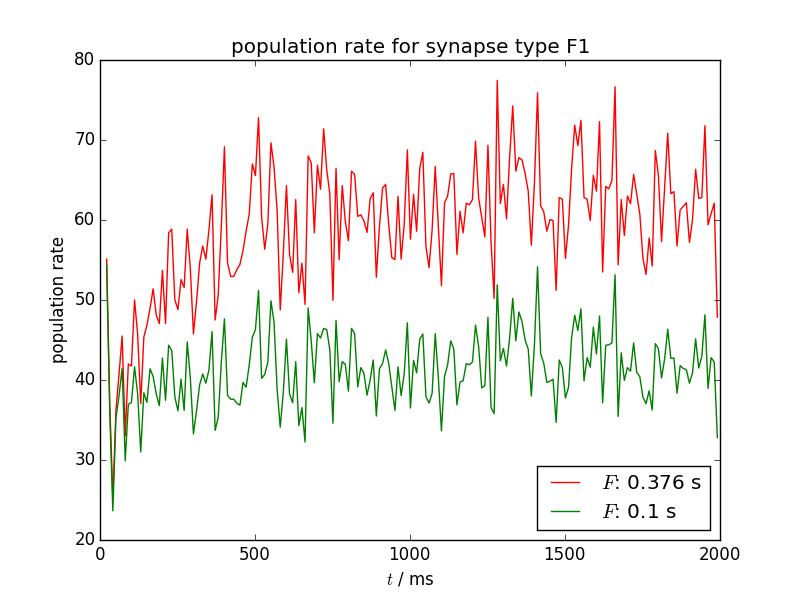 population rate for synapse type F1
80
70
60
50
40
30
20
population rate
0
500
1000
1500
2000
t / ms
F: 0.376 s
F: 0.1 s